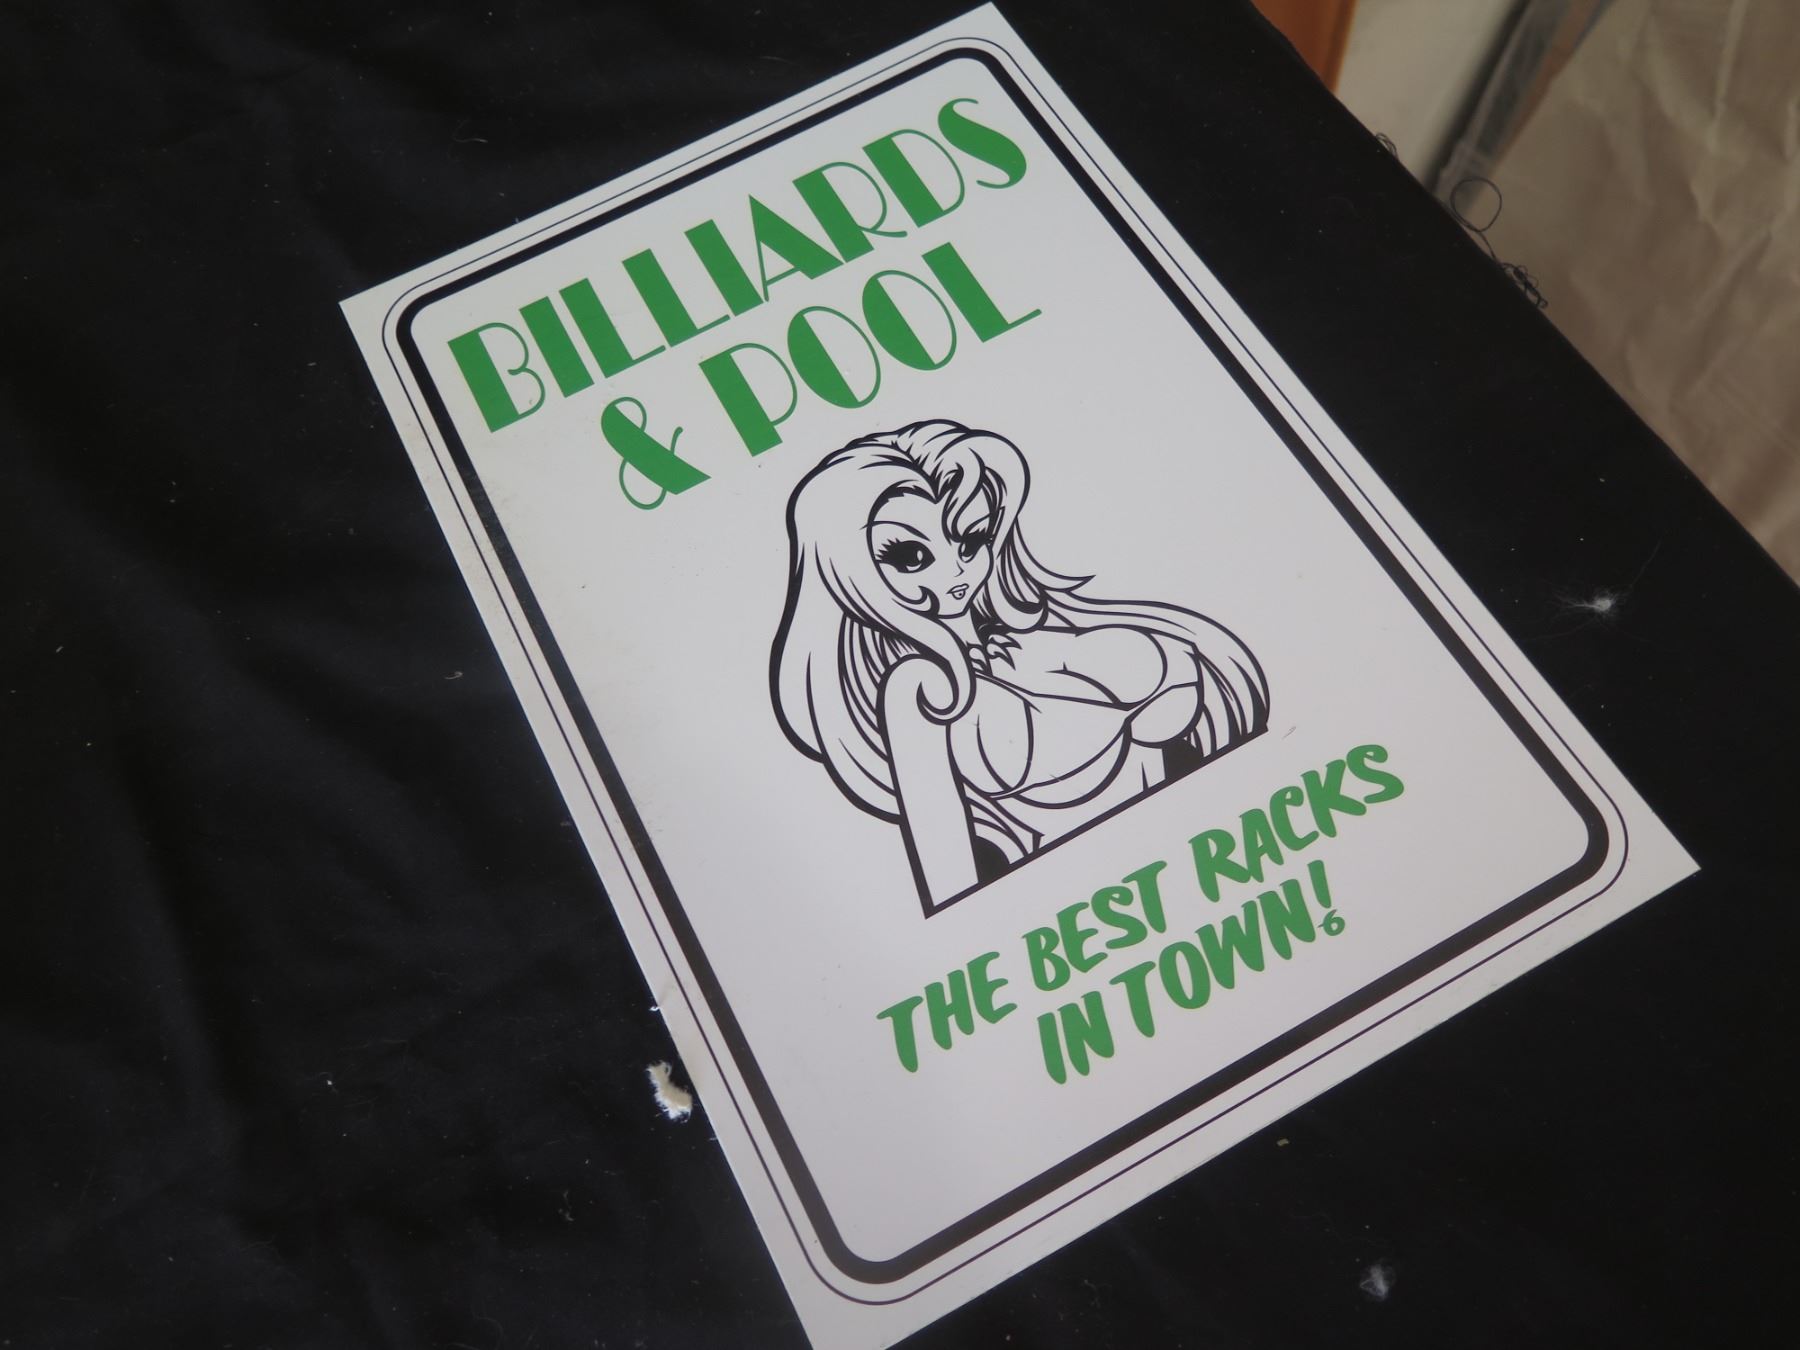 BILLIARDS
& POOL
THE BEST RACKS
IN TOWN!